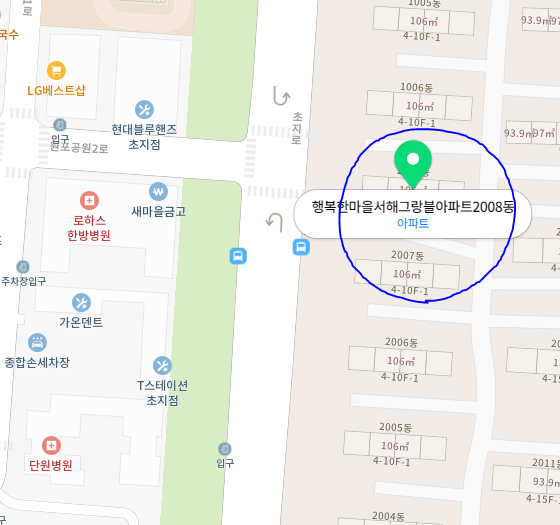 1005동
106㎡
4-10F-1
93.9㎡97㎡
로
국수
LG베스트샵
1006동
106㎡
4-10F-1
현대블루핸즈
초지점
초지로
입구
원포공원2로
93.9㎡97㎡
행복한마을서해그랑블아파트2008동
아파트
로하스
한방병원
새마을금고
주차장입구
2007동
106㎡
4-10F-1
가온덴트
종합손세차장
2006동
106㎡
4-10F-1
T스테이션
초지점
2005동
106㎡
4-10F-1
입구
단원병원
2011동
93.9㎡
4-15F-1
2004동